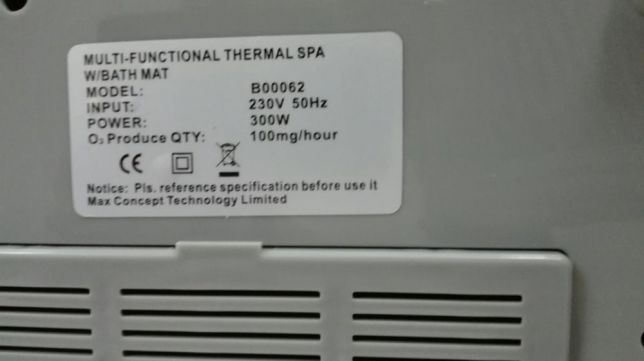 MULTI-FUNCTIONAL THERMAL SPA
W/BATH MAT
MODEL: B00062
INPUT: 230V 50Hz
POWER: 300W
O₃ Produce QTY: 100mg/hour
CE
Notice: Pls. reference specification before use it
Max Concept Technology Limited